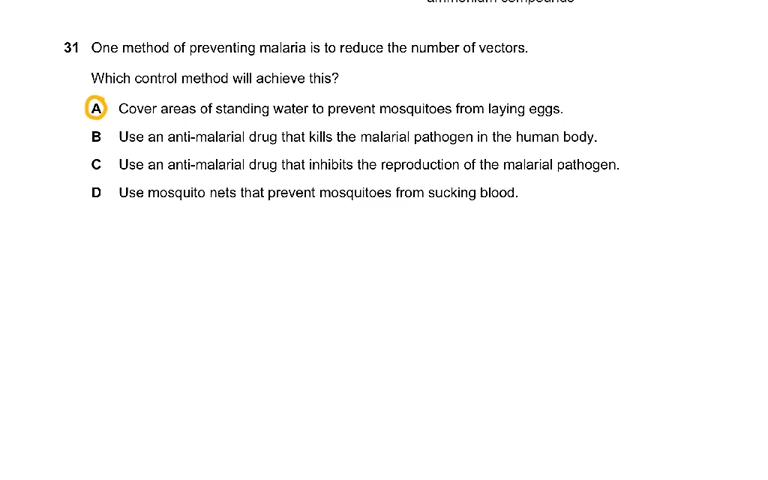 ammonium compounds
31 One method of preventing malaria is to reduce the number of vectors.
Which control method will achieve this?
A Cover areas of standing water to prevent mosquitoes from laying eggs.
B Use an anti-malarial drug that kills the malarial pathogen in the human body.
C Use an anti-malarial drug that inhibits the reproduction of the malarial pathogen.
D Use mosquito nets that prevent mosquitoes from sucking blood.